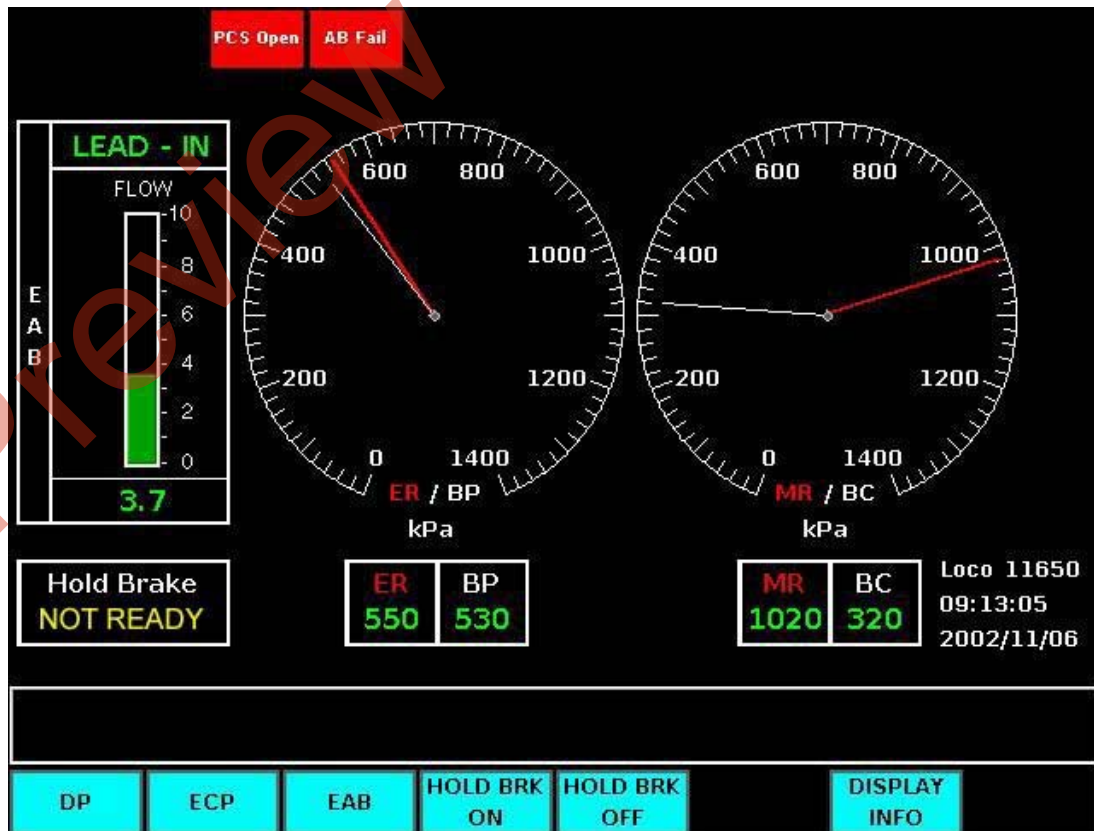 PCS Open
AB Fail
LEAD - IN
FLOW
10
8
6
4
2
0
3.7
EAB
600
800
400
1000
200
1200
0
1400
ER / BP
kPa
600
800
400
1000
200
1200
0
1400
MR / BC
kPa
Hold Brake
NOT READY
ER
BP
550
530
MR
BC
1020
320
Loco 11650
09:13:05
2002/11/06
DP
ECP
EAB
HOLD BRK
ON
HOLD BRK
OFF
DISPLAY
INFO
Preview